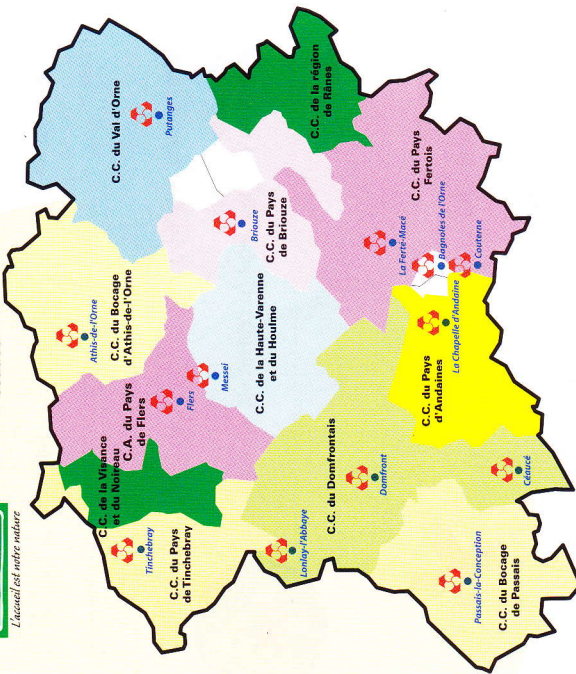 L'accueil est notre nature
Athis-de-l'Orne
C.C. du Bocage
d'Athis-de-l'Orne
C.C. du Val d'Orne
Putanges
C.C. de la Visance
et du Noireau
C.A. du Pays
de Flers
Flers
Messei
Tinchebray
C.C. du Pays
de Tinchebray
Briouze
C.C. du Pays
de Briouze
C.C. de la Haute-Varenne
et du Houlme
C.C. de la région
de Rânes
Lonlay-l'Abbaye
C.C. du Domfrontais
Domfront
C.C. du Pays
Fertois
La Ferté-Macé
Bagnoles de l'Orne
Couterne
La Chapelle d'Andaine
C.C. du Pays
d'Andaines
Passais-la-Conception
C.C. du Bocage
de Passais
Céaucé